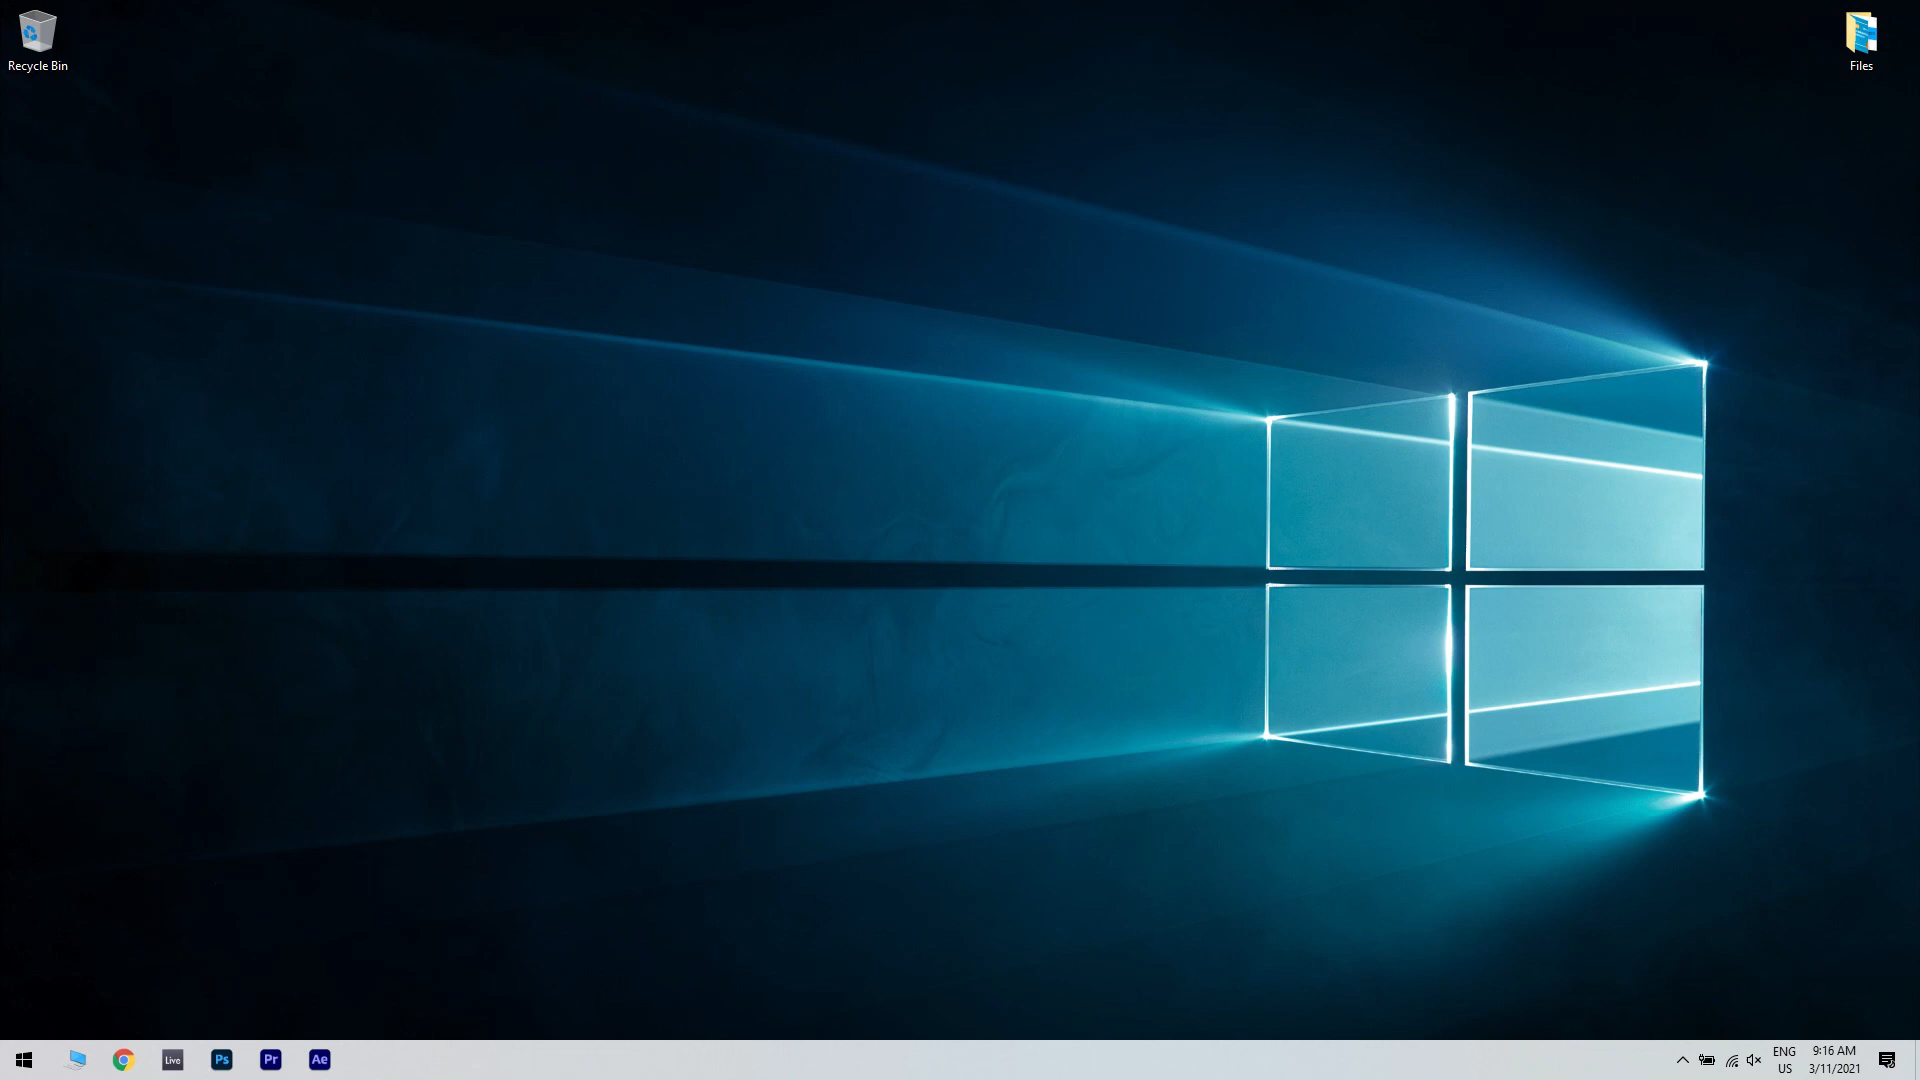 Recycle Bin
Files
Live
Ps
Pr
Ae
ENG
US
9:16 AM
3/11/2021